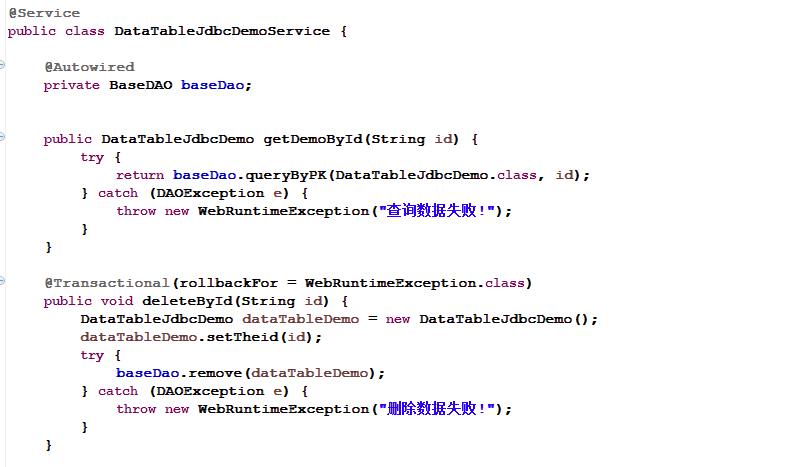 @Service
public class DataTableJdbcDemoService {
@Autowired
private BaseDAO baseDao;
public DataTableJdbcDemo getDemoById(String id) {
try {
return baseDao.queryByPK(DataTableJdbcDemo.class, id);
} catch (DAOException e) {
throw new WebRuntimeException("查询数据失败!");
}
}
@Transactional(rollbackFor = WebRuntimeException.class)
public void deleteById(String id) {
DataTableJdbcDemo dataTableDemo = new DataTableJdbcDemo();
dataTableDemo.setTheid(id);
try {
baseDao.remove(dataTableDemo);
} catch (DAOException e) {
throw new WebRuntimeException("删除数据失败!");
}
}